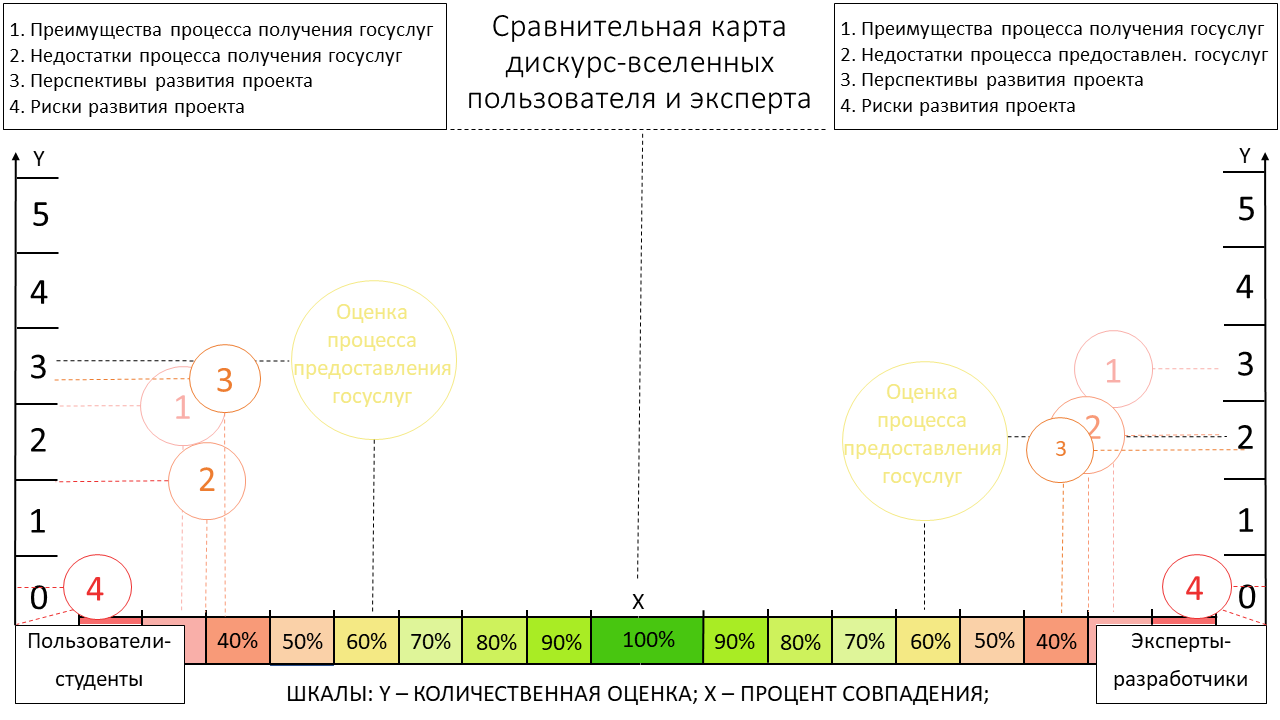 1. Преимущества процесса получения госуслуг
2. Недостатки процесса получения госуслуг
3. Перспективы развития проекта
4. Риски развития проекта
Сравнительная карта
дискурс-вселенных
пользователя и эксперта
1. Преимущества процесса получения госуслуг
2. Недостатки процесса предоставлен. госуслуг
3. Перспективы развития проекта
4. Риски развития проекта
Y
5
4
3
2
1
0
1
3
2
4
Оценка
процесса
предоставления
госуслуг
Оценка
процесса
предоставления
госуслуг
1
2
3
4
Y
5
4
3
2
1
0
X
40% 50% 60% 70% 80% 90% 100% 90% 80% 70% 60% 50% 40%
Пользователи-
студенты
Эксперты-
разработчики
ШКАЛЫ: Y – КОЛИЧЕСТВЕННАЯ ОЦЕНКА; X – ПРОЦЕНТ СОВПАДЕНИЯ;